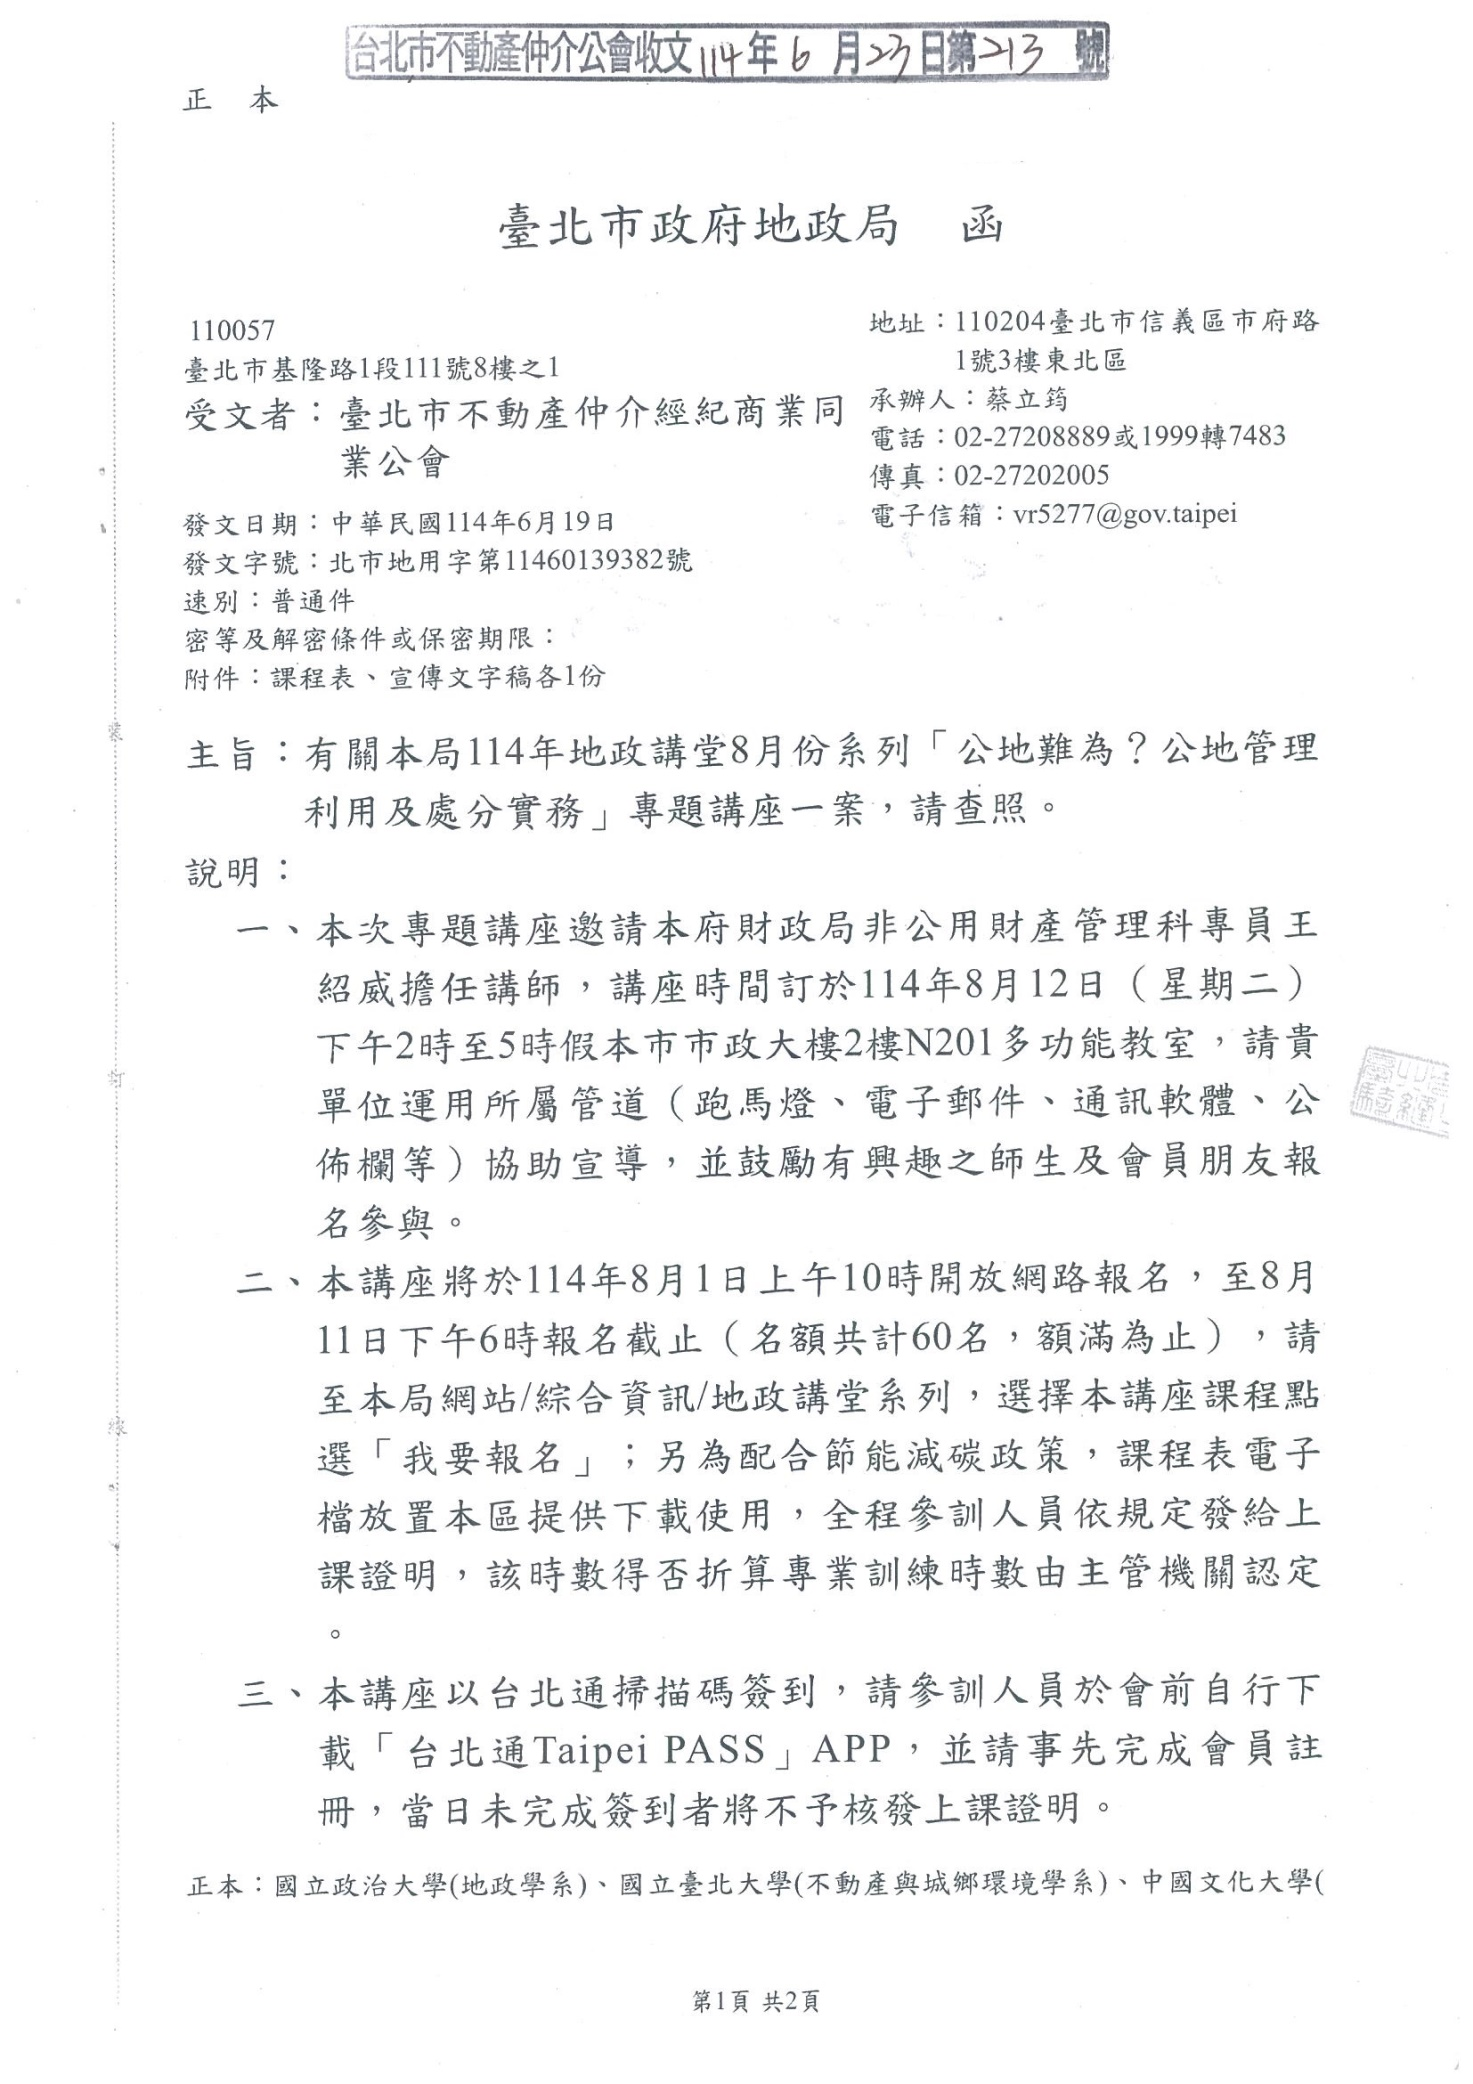 台北市不動產仲介公會收文114年6月23日第213號
正 本
臺北市政府地政局 函
110057
臺北市基隆路1段111號8樓之1
受文者：臺北市不動產仲介經紀商業同
業公會
地址：110204臺北市信義區市府路
1號3樓東北區
承辦人：蔡立筠
電話：02-27208889或1999轉7483
傳真：02-27202005
電子信箱：vr5277@gov.taipei
發文日期：中華民國114年6月19日
發文字號：北市地用字第11460139382號
速別：普通件
密等及解密條件或保密期限：
附件：課程表、宣傳文字稿各1份
主旨：有關本局114年地政講堂8月份系列「公地難為？公地管理
利用及處分實務」專題講座一案，請查照。
說明：
一、本次專題講座邀請本府財政局非公用財產管理科專員王
紹威擔任講師，講座時間訂於114年8月12日（星期二）
下午2時至5時假本市市政大樓2樓N201多功能教室，請貴
單位運用所屬管道（跑馬燈、電子郵件、通訊軟體、公
佈欄等）協助宣導，並鼓勵有興趣之師生及會員朋友報
名參與。
二、本講座將於114年8月1日上午10時開放網路報名，至8月
11日下午6時報名截止（名額共計60名，額滿為止），請
至本局網站/綜合資訊/地政講堂系列，選擇本講座課程點
選「我要報名」；另為配合節能減碳政策，課程表電子
檔放置本區提供下載使用，全程參訓人員依規定發給上
課證明，該時數得否折算專業訓練時數由主管機關認定
。
三、本講座以台北通掃描碼簽到，請參訓人員於會前自行下
載「台北通Taipei PASS」APP，並請事先完成會員註
冊，當日未完成簽到者將不予核發上課證明。
正本：國立政治大學(地政學系)、國立臺北大學(不動產與城鄉環境學系)、中國文化大學(
第1頁 共2頁
裝
訂
線